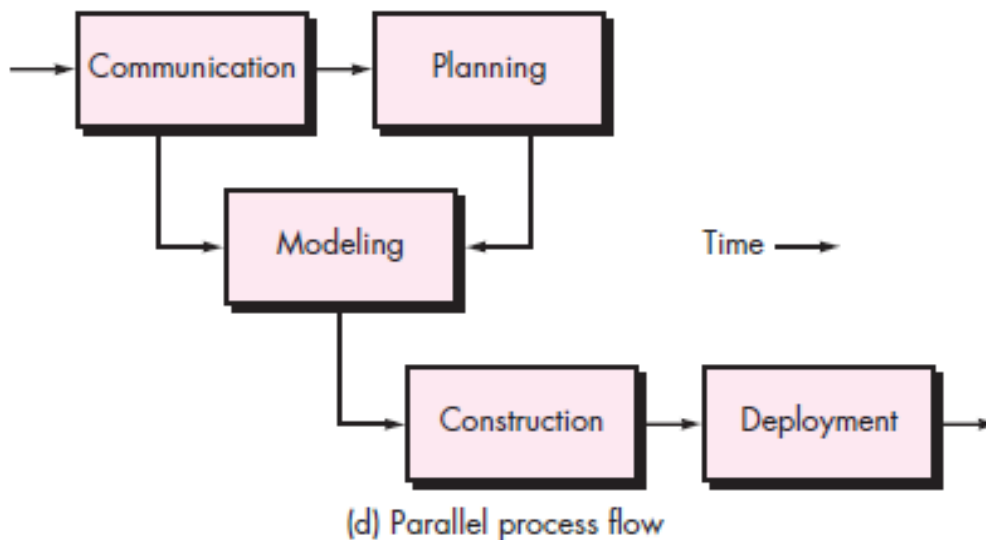 Communication
Planning
Modeling
Time
Construction
Deployment
(d) Parallel process flow